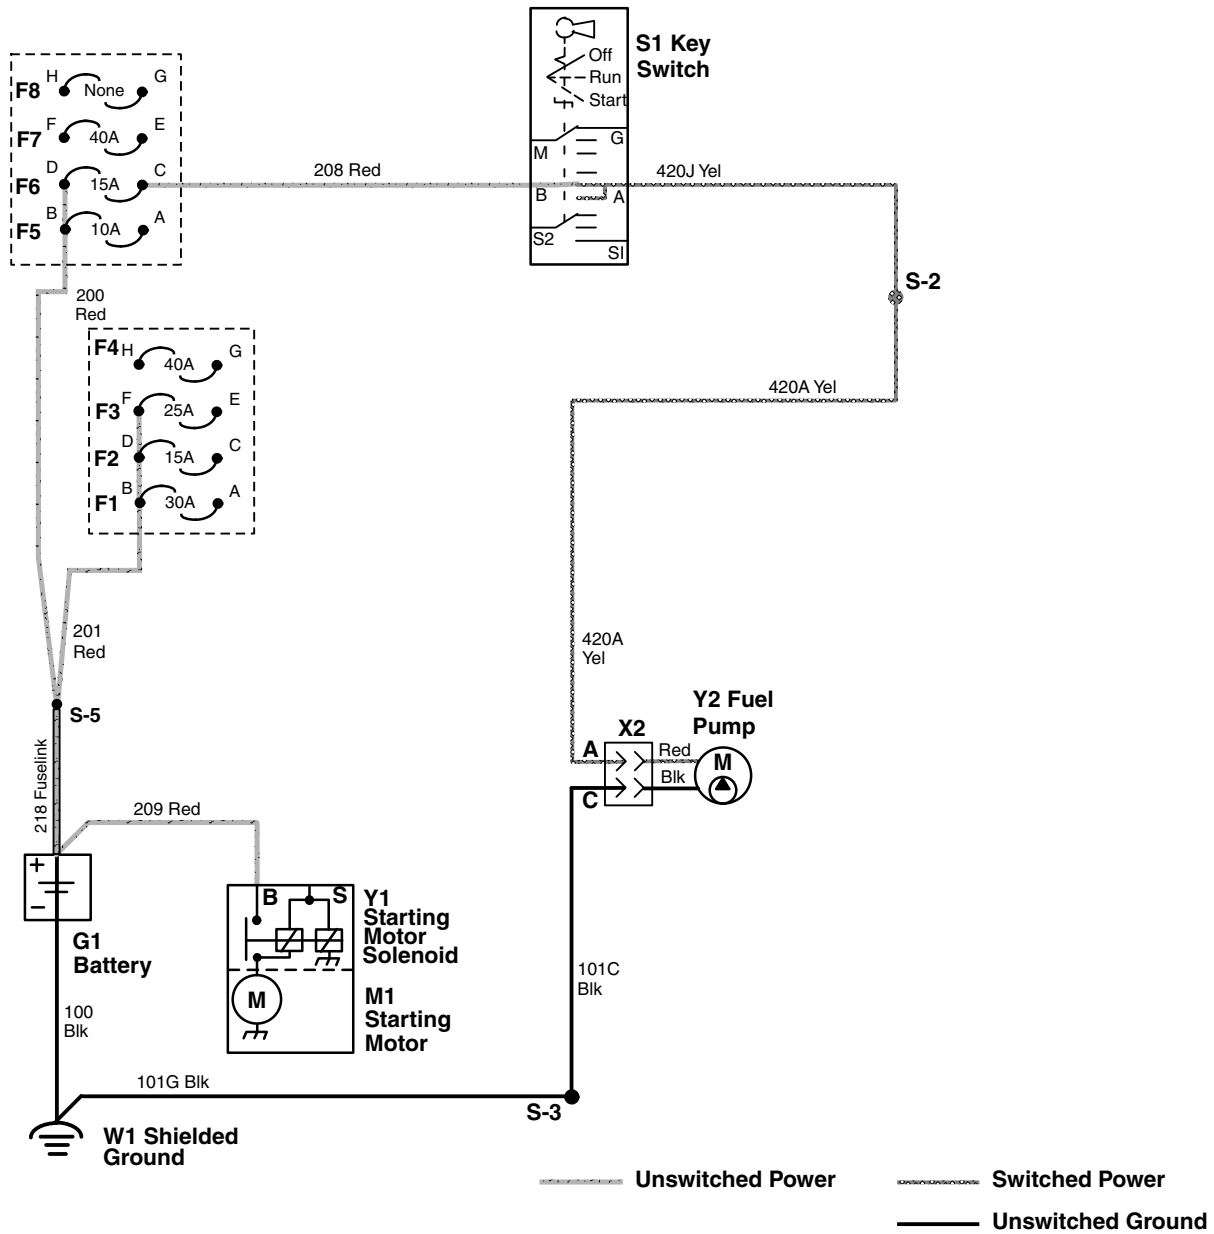 S1 Key
Switch
Off
Run
Start
M
G
B
A
S2
SI
F8
H
None
G
F7
F
40A
E
F6
D
15A
C
F5
B
10A
A
208 Red
420J Yel
S-2
200
Red
F4
H
40A
G
F3
F
25A
E
F2
D
15A
C
F1
B
30A
A
420A Yel
201
Red
S-5
218 Fuselink
209 Red
420A
Yel
X2
A
C
Red
Blk
Y2 Fuel
Pump
M
+
−
G1
Battery
B
S
Y1
Starting
Motor
Solenoid
M
M1
Starting
Motor
100
Blk
101C
Blk
101G Blk
S-3
W1 Shielded
Ground
Unswitched Power
Switched Power
Unswitched Ground